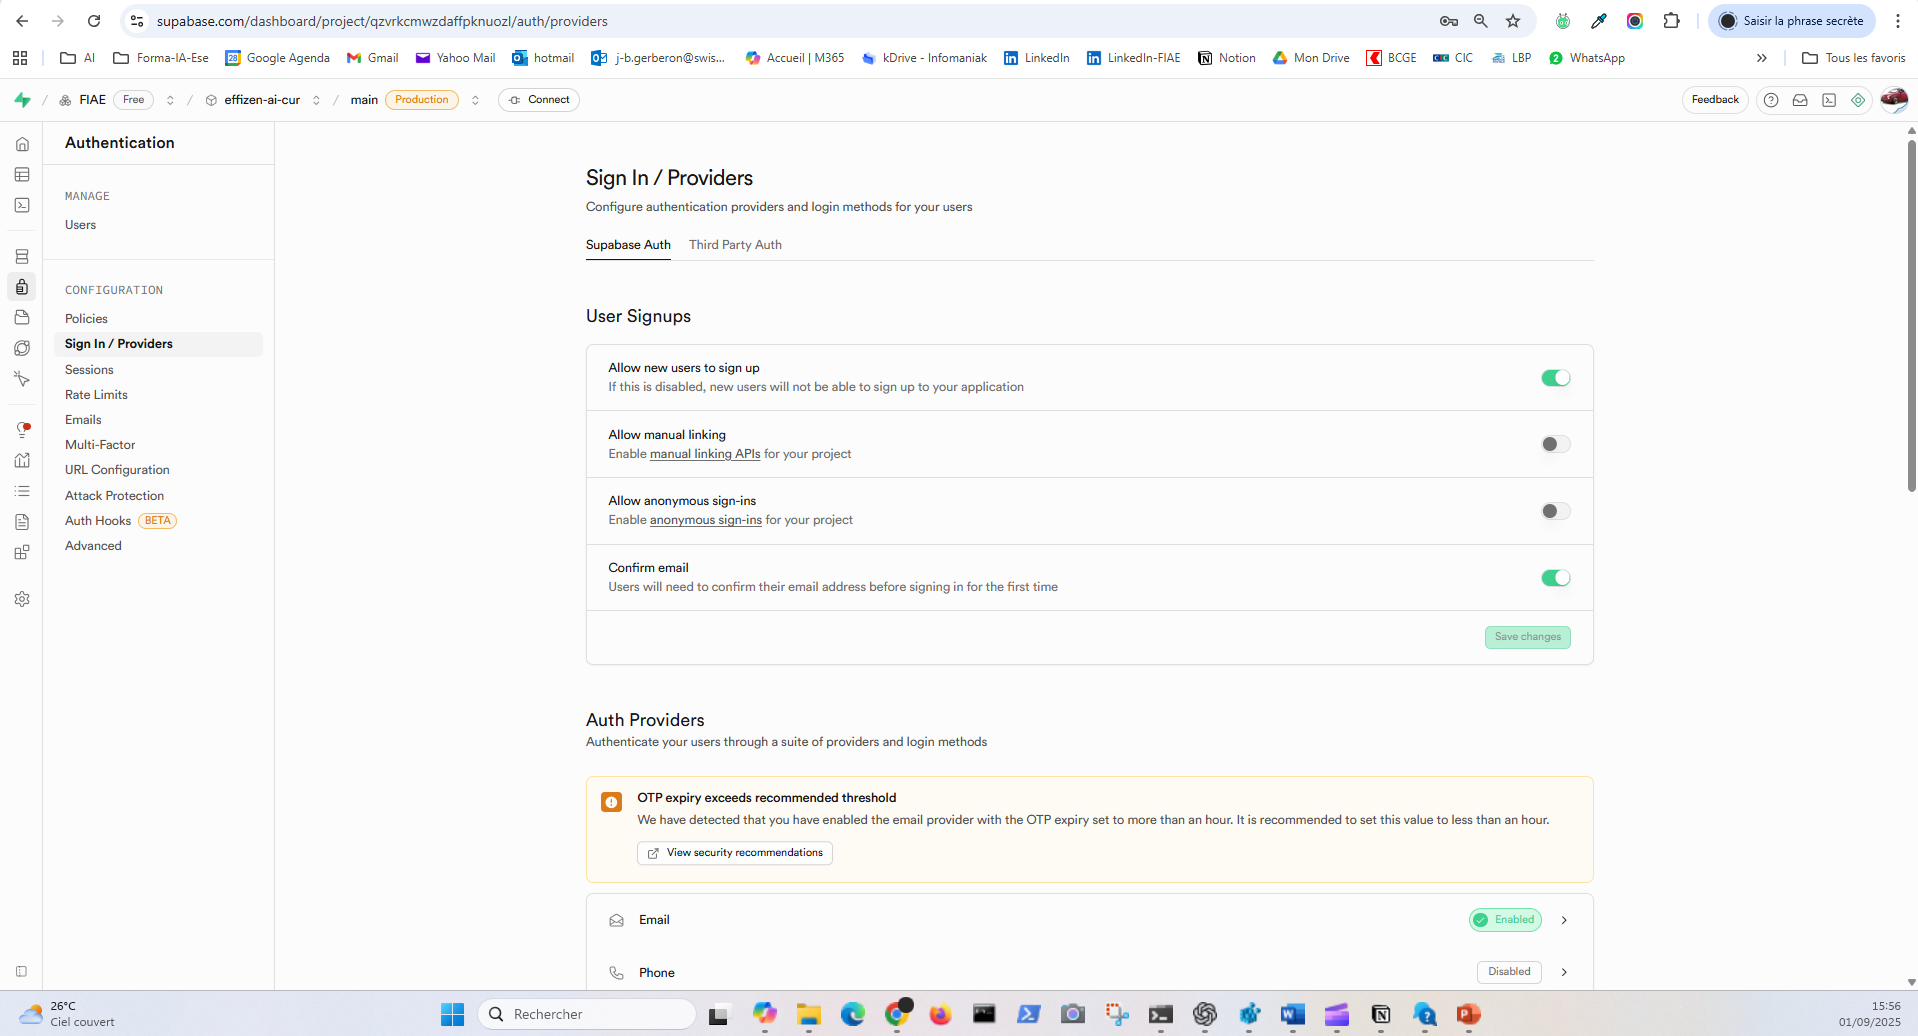 supabase.com/dashboard/project/qzvrkcmwzdaffpknuozl/auth/providers
Saisir la phrase secrète
AI
Forma-IA-Ese
28
Google Agenda
Gmail
Yahoo Mail
hotmail
j-b.gerberon@swis...
Accueil | M365
kDrive - Infomaniak
LinkedIn
LinkedIn-FIAE
Notion
Mon Drive
BCGE
CIC
LBP
2
WhatsApp
Tous les favoris
/ FIAE Free / effizen-ai-cur / main Production Connect
Feedback
Authentication
MANAGE
Users
CONFIGURATION
Policies
Sign In / Providers
Sessions
Rate Limits
Emails
Multi-Factor
URL Configuration
Attack Protection
Auth Hooks BETA
Advanced
Sign In / Providers
Configure authentication providers and login methods for your users
Supabase Auth
Third Party Auth
User Signups
Allow new users to sign up
If this is disabled, new users will not be able to sign up to your application
Allow manual linking
Enable manual linking APIs for your project
Allow anonymous sign-ins
Enable anonymous sign-ins for your project
Confirm email
Users will need to confirm their email address before signing in for the first time
Save changes
Auth Providers
Authenticate your users through a suite of providers and login methods
OTP expiry exceeds recommended threshold
We have detected that you have enabled the email provider with the OTP expiry set to more than an hour. It is recommended to set this value to less than an hour.
View security recommendations
Email
Enabled
Phone
Disabled
26°C
Ciel couvert
Rechercher
15:56
01/09/2025